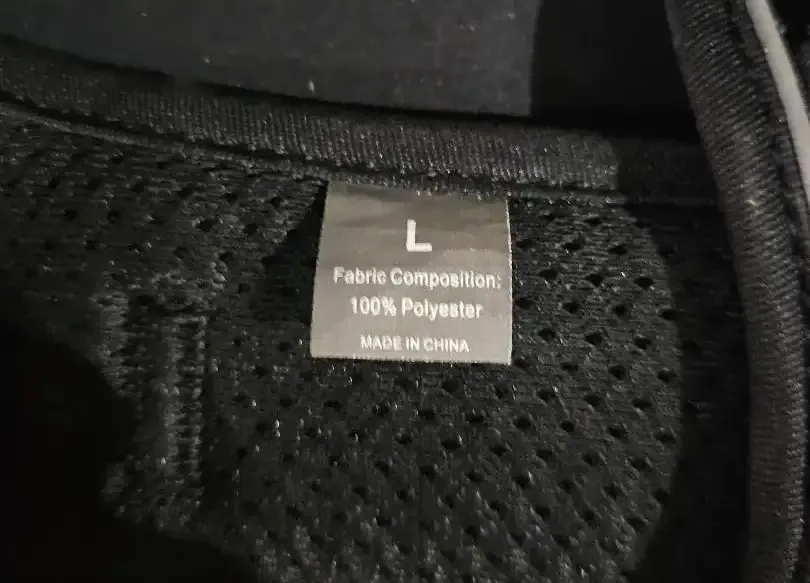 L
Fabric Composition:
100% Polyester
MADE IN CHINA